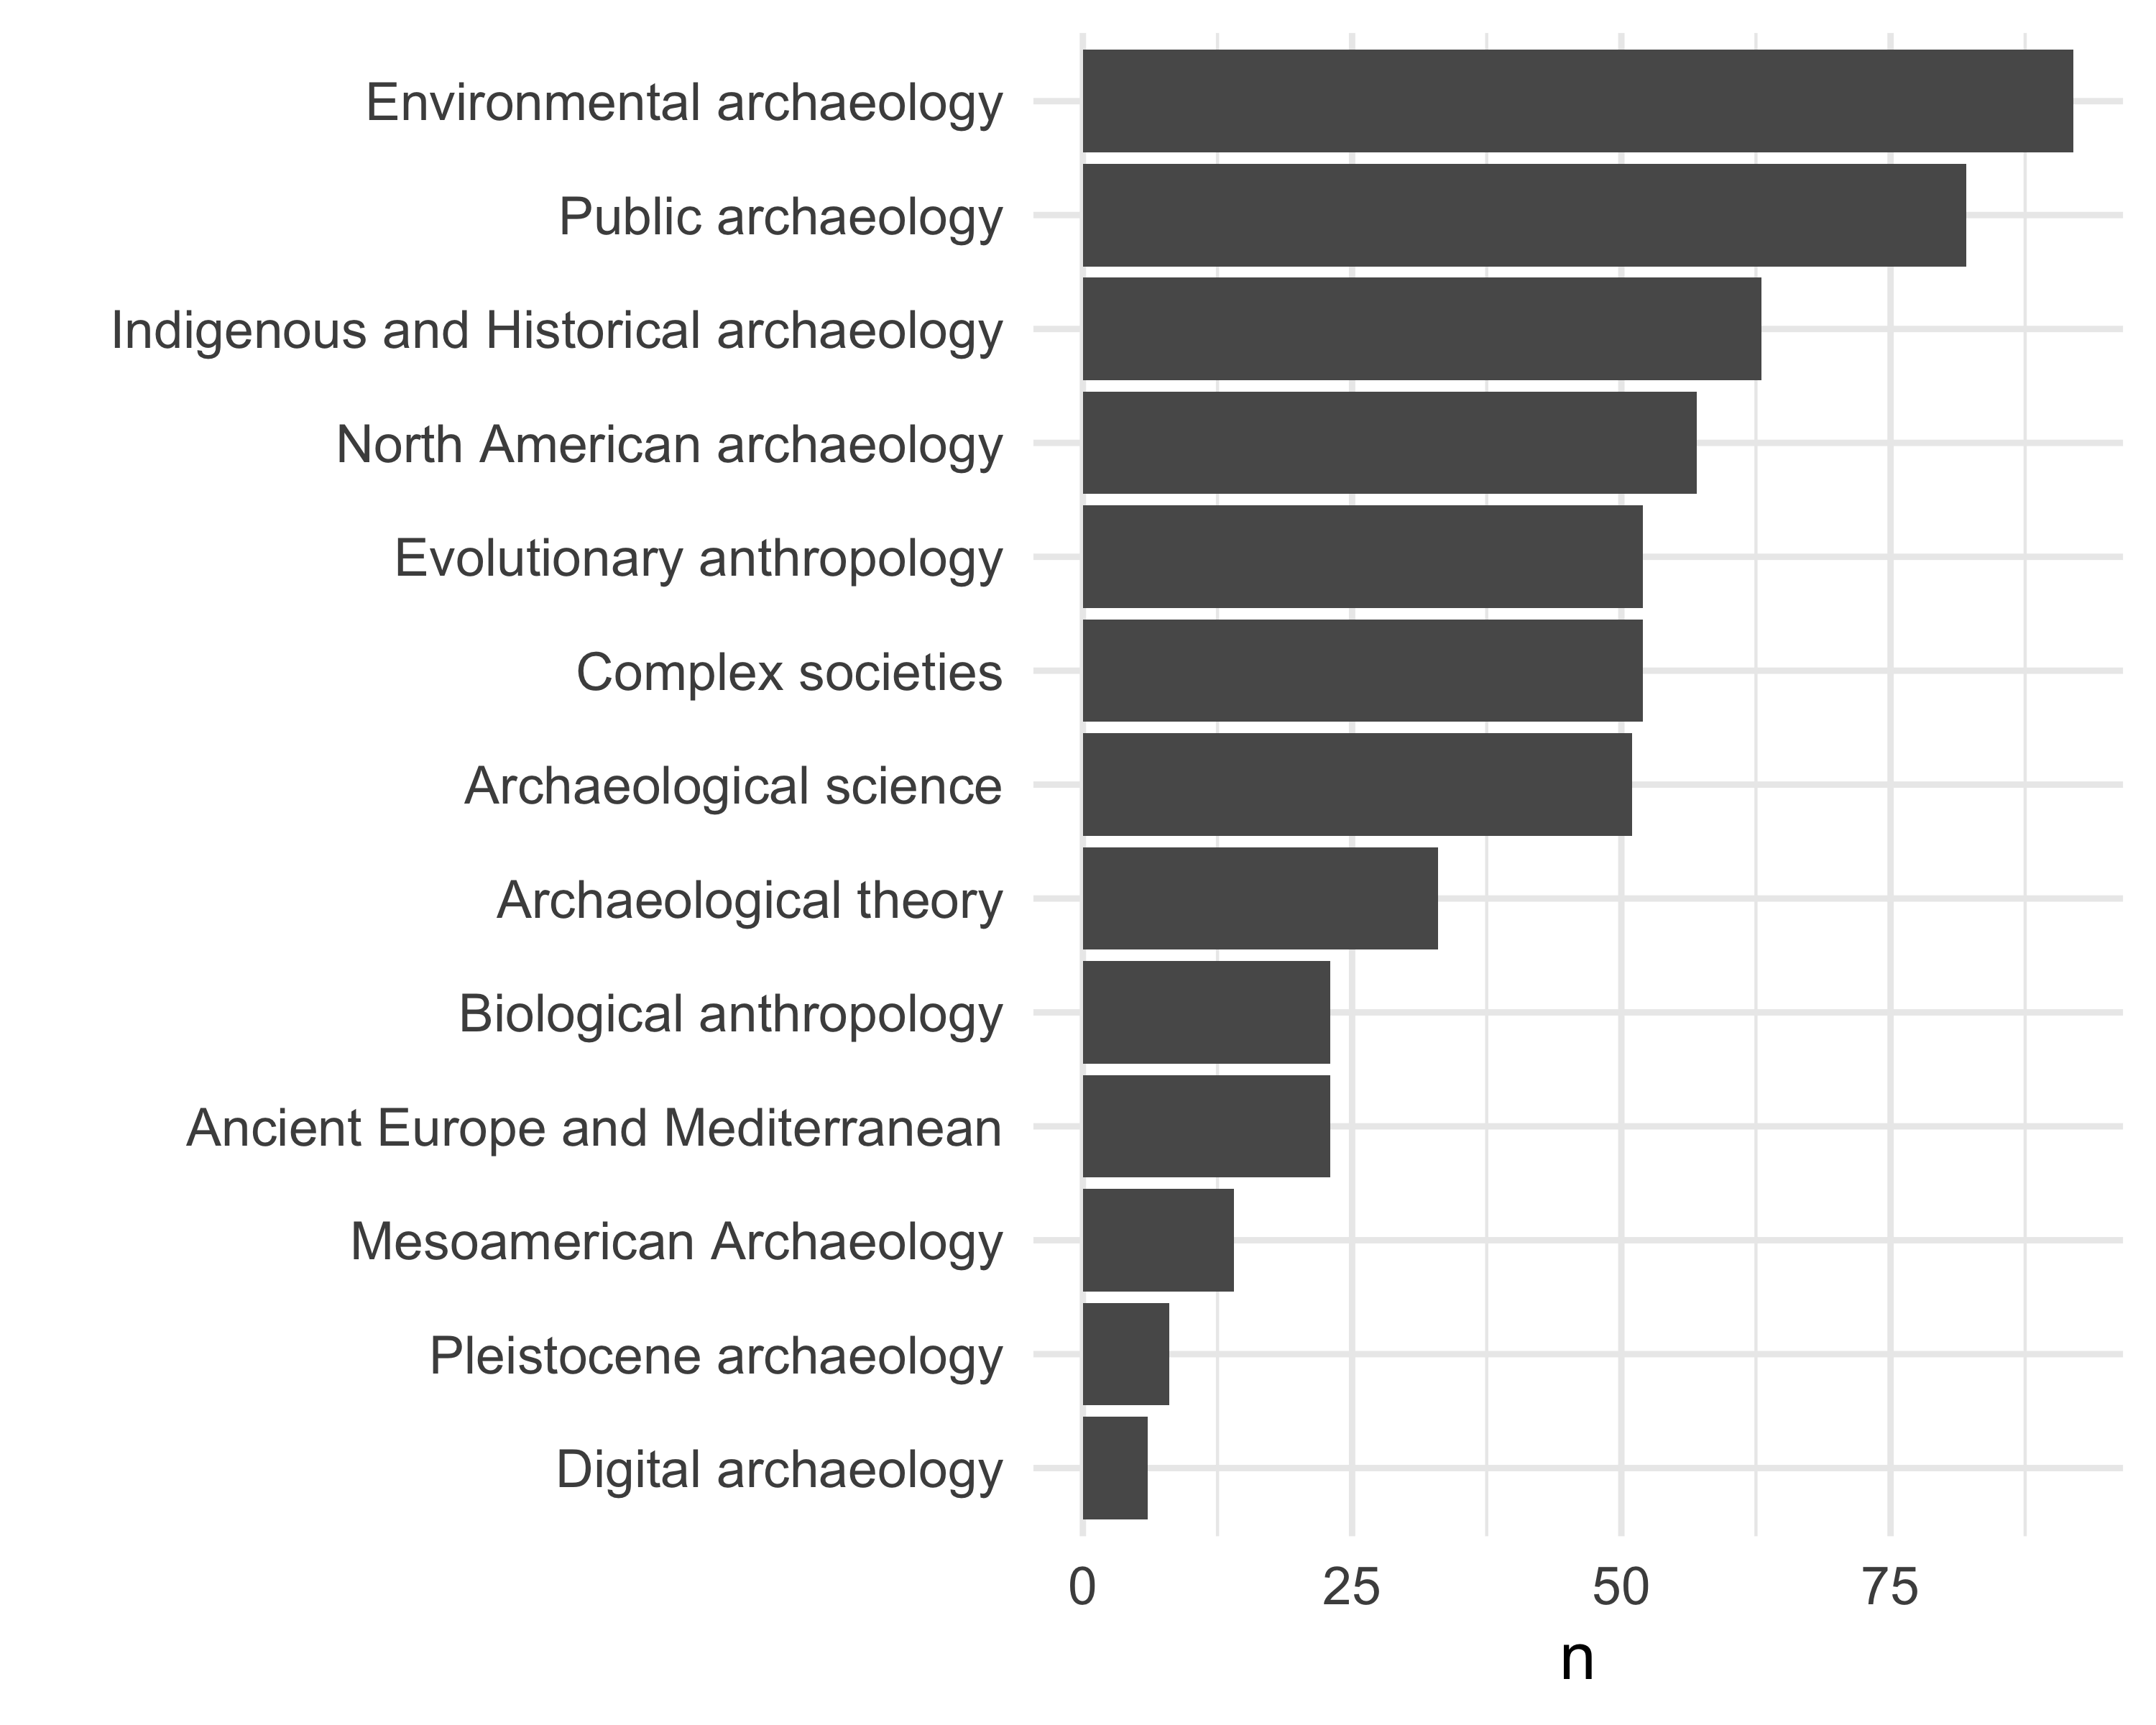 Environmental archaeology
Public archaeology
Indigenous and Historical archaeology
North American archaeology
Evolutionary anthropology
Complex societies
Archaeological science
Archaeological theory
Biological anthropology
Ancient Europe and Mediterranean
Mesoamerican Archaeology
Pleistocene archaeology
Digital archaeology
0 25 50 75
n